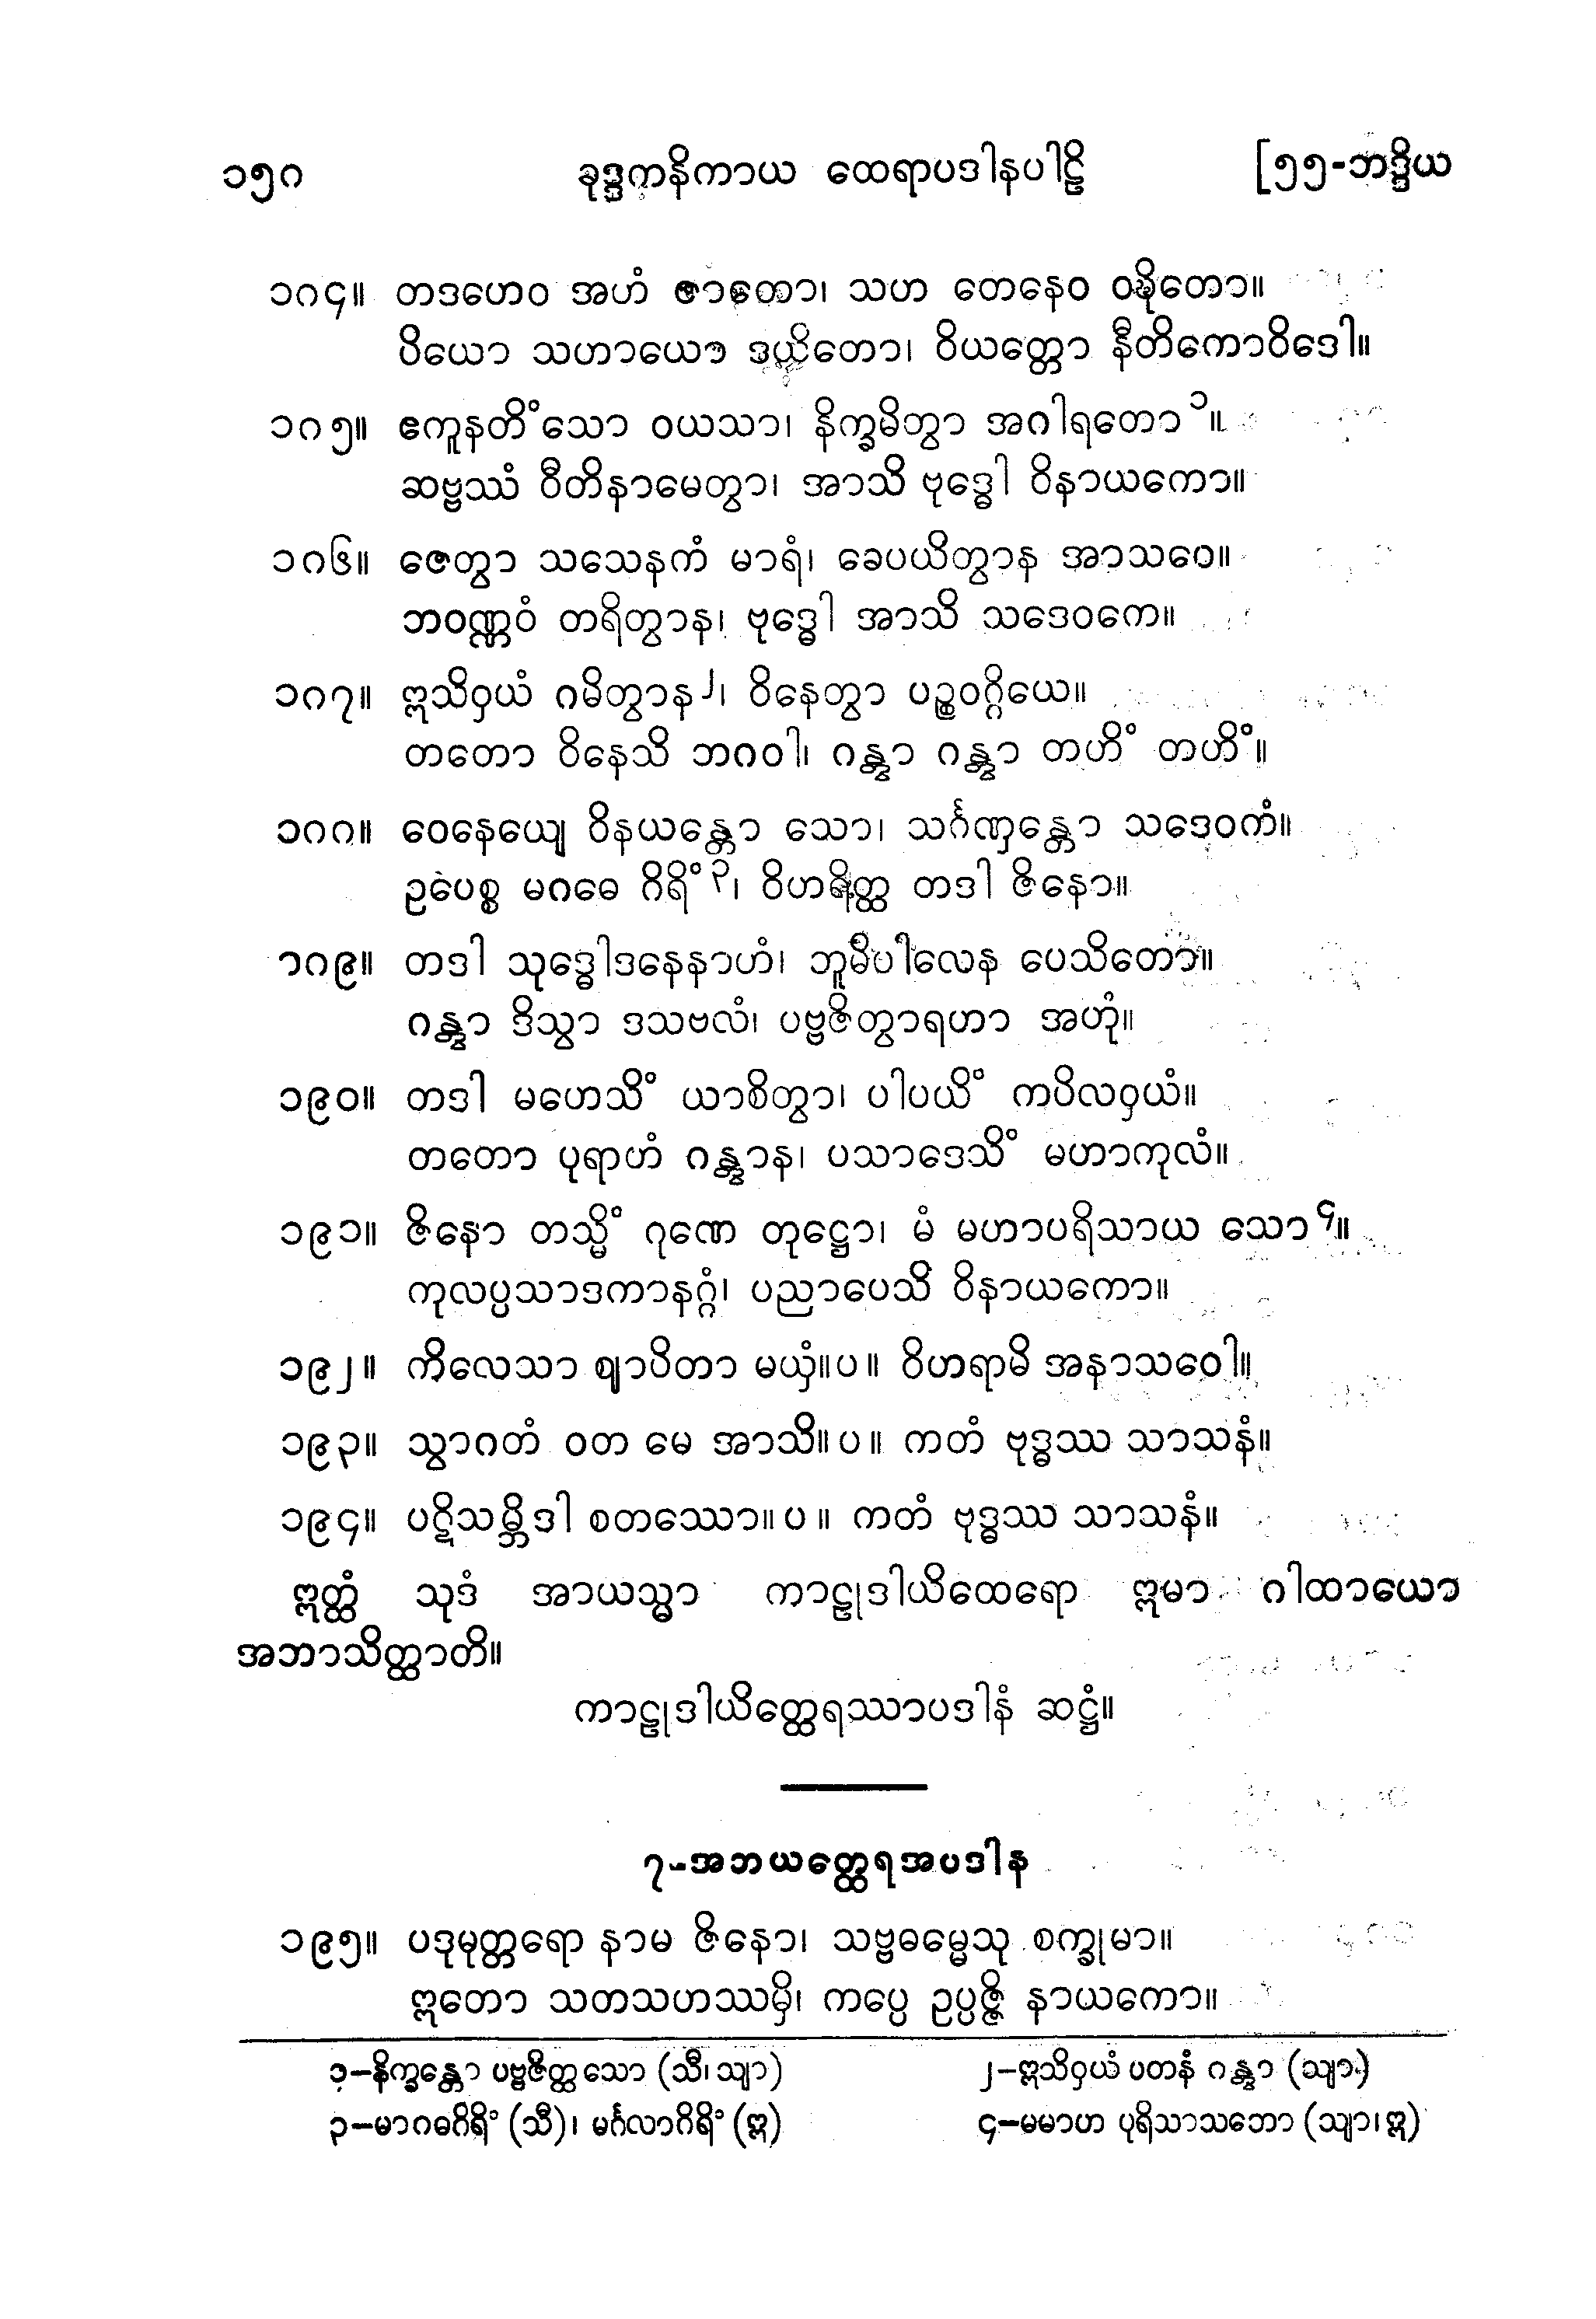 ၁၅၈ ခုဒ္ဒကနိကာယ ထေရာပဒါနပါဠိ [၅၅-ဘဒ္ဒိယ
၁၈၄။ တဒဟေဝ အဟံ ဇာတော၊ သဟ တေနေဝ ဝဍ္ဎိတော။
ပိယော သဟာယော ဒယိတော၊ ဝိယတ္တော နီတိကောဝိဒေါ။
၁၈၅။ ဧကူနတိံသော ဝယသာ၊ နိက္ခမိတွာ အဂါရတော၁။
ဆဗ္ဗဿံ ဝီတိနာမေတွာ၊ အာသိ ဗုဒ္ဓေါ ဝိနာယကော။
၁၈၆။ ဇေတွာ သသေနကံ မာရံ၊ ခေပယိတွာန အာသဝေ။
ဘဝဏ္ဏဝံ တရိတွာန၊ ဗုဒ္ဓေါ အာသိ သဒေဝကေ။
၁၈၇။ ဣသိဝှယံ ဂမိတွာန၂၊ ဝိနေတွာ ပဉ္စဝဂ္ဂိယေ။
တတော ဝိနေသိ ဘဂဝါ၊ ဂန္တွာ ဂန္တွာ တဟိံ တဟိံ။
၁၈၈။ ဝေနေယျေ ဝိနယန္တော သော၊ သင်္ဂဏှန္တော သဒေဝကံ။
ဥပေစ္စ မဂဓေ ဂိရိံ၃၊ ဝိဟရိတ္ထ တဒါ ဇိနော။
၁၈၉။ တဒါ သုဒ္ဓေါဒနေနာဟံ၊ ဘူမိပါလေန ပေသိတော။
ဂန္တွာ ဒိသွာ ဒသဗလံ၊ ပဗ္ဗဇိတွာရဟာ အဟုံ။
၁၉၀။ တဒါ မဟေသိံ ယာစိတွာ၊ ပါပယိံ ကပိလဝှယံ။
တတော ပုရာဟံ ဂန္တွာန၊ ပသာဒေသိံ မဟာကုလံ။
၁၉၁။ ဇိနော တသ္မိံ ဂုဏေ တုဋ္ဌော၊ မံ မဟာပရိသာယ သော၄။
ကုလပ္ပသာဒကာနဂ္ဂံ၊ ပညာပေသိ ဝိနာယကော။
၁၉၂။ ကိလေသာ ဈာပိတာ မယှံ။ပ။ ဝိဟရာမိ အနာသဝေါ။
၁၉၃။ သွာဂတံ ဝတ မေ အာသိ။ပ။ ကတံ ဗုဒ္ဓဿ သာသနံ။
၁၉၄။ ပဋိသမ္ဘိဒါ စတဿော။ပ။ ကတံ ဗုဒ္ဓဿ သာသနံ။
ဣတ္ထံ သုဒံ အာယသ္မာ ကာဠုဒါယိထေရော ဣမာ ဂါထာယော
အဘာသိတ္ထာတိ။
ကာဠုဒါယိတ္ထေရဿာပဒါနံ ဆဋ္ဌံ။
၇-အဘယတ္ထေရအပဒါန
၁၉၅။ ပဒုမုတ္တရော နာမ ဇိနော၊ သဗ္ဗဓမ္မေသု စက္ခုမာ။
ဣတော သတသဟဿမှိ၊ ကပ္ပေ ဥပ္ပဇ္ဇိ နာယကော။
၁–နိက္ခန္တော ပဗ္ဗဇိတ္ထသော (သီ၊သျာ) ၂–ဣသိဝှယံ ပတနံ ဂန္တွာ (သျာ)
၃–မာဂဓဂိရိံ (သီ)၊ မင်္ဂလာဂိရိံ (ဣ) ၄–မမာဟ ပုရိသာသဘော (သျာ၊ဣ)